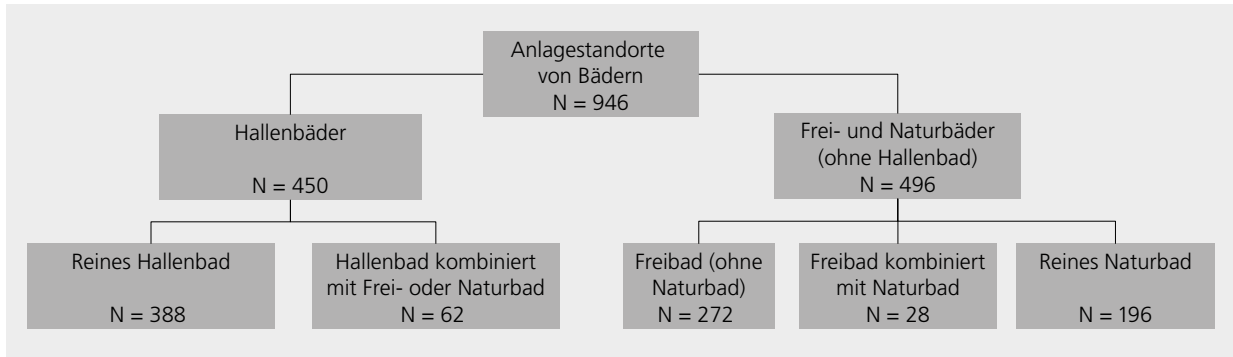 Anlagestandorte
von Bädern
N = 946
Hallenbäder
N = 450
Frei- und Naturbäder
(ohne Hallenbad)
N = 496
Reines Hallenbad
N = 388
Hallenbad kombiniert
mit Frei- oder Naturbad
N = 62
Freibad (ohne
Naturbad)
N = 272
Freibad kombiniert
mit Naturbad
N = 28
Reines Naturbad
N = 196